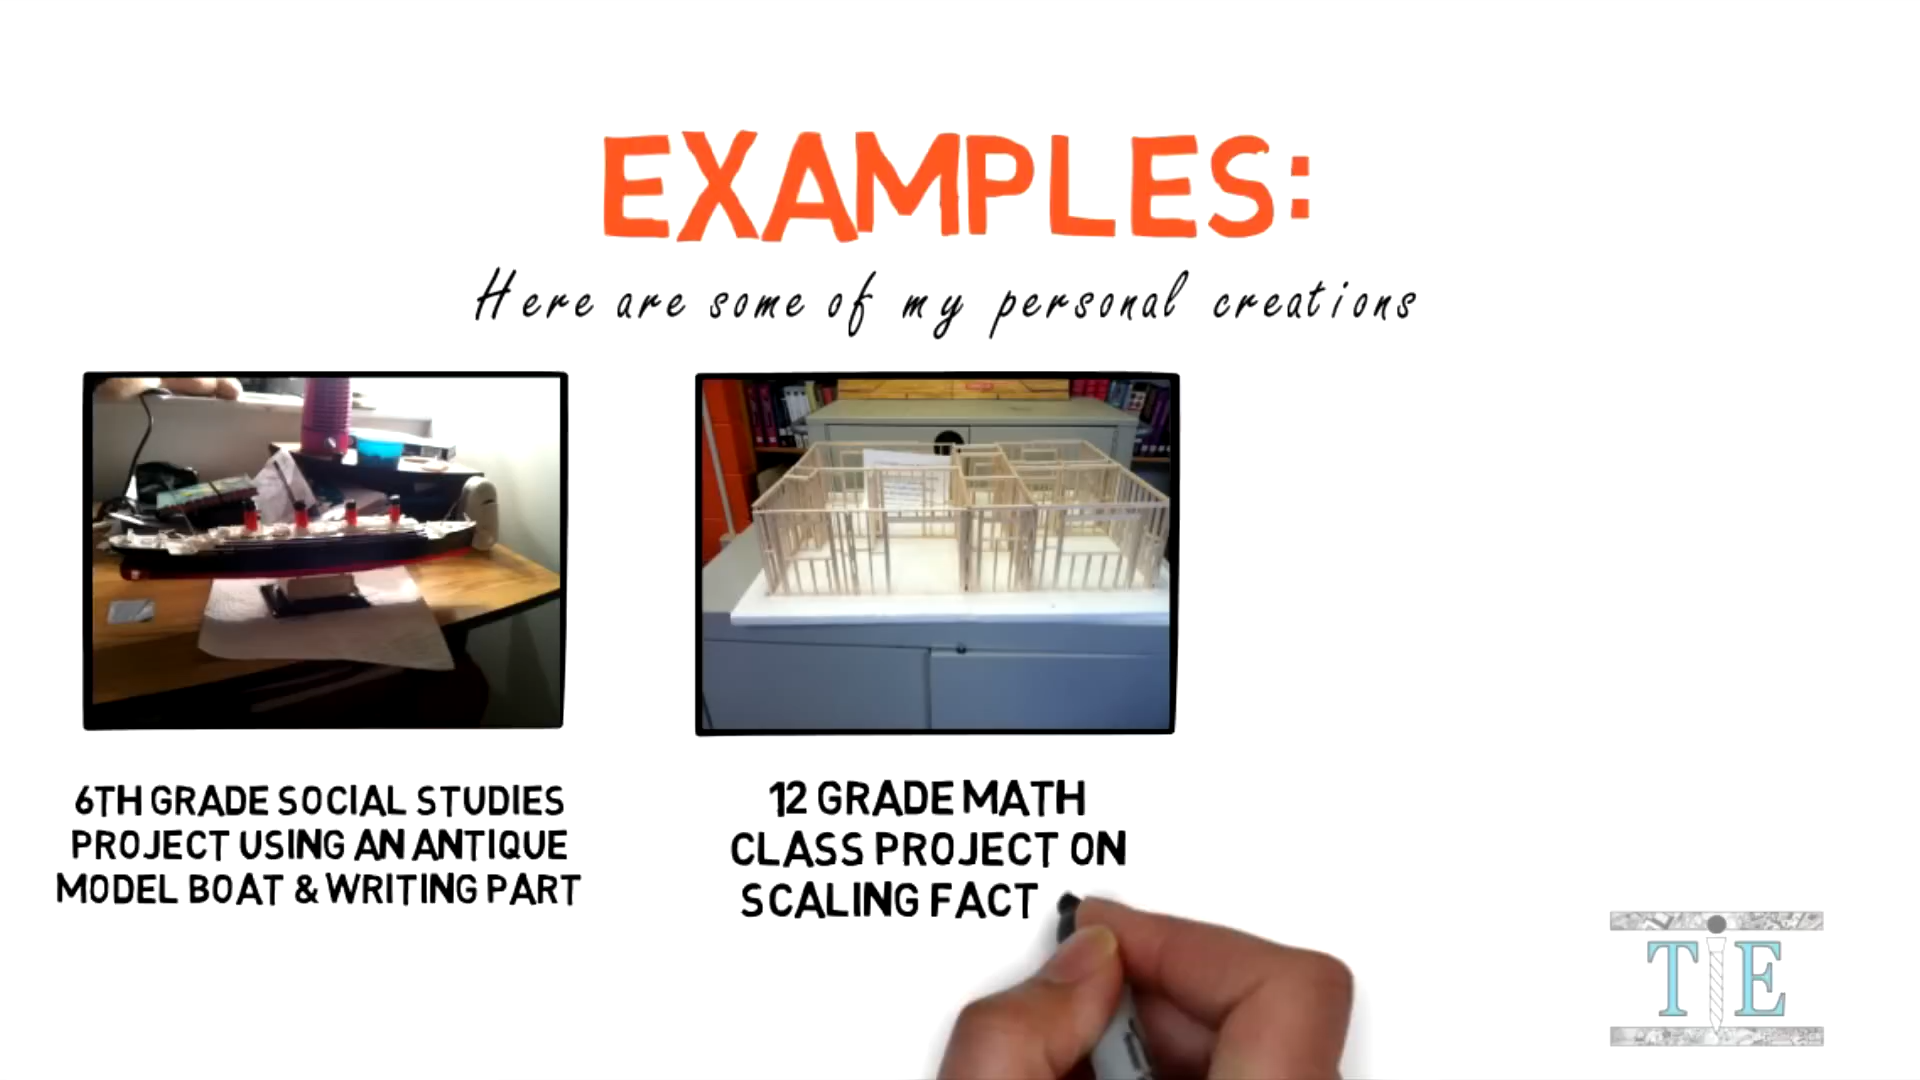 EXAMPLES:
Here are some of my personal creations
6TH GRADE SOCIAL STUDIES
PROJECT USING AN ANTIQUE
MODEL BOAT & WRITING PART
12 GRADE MATH
CLASS PROJECT ON
SCALING FACT
TiE